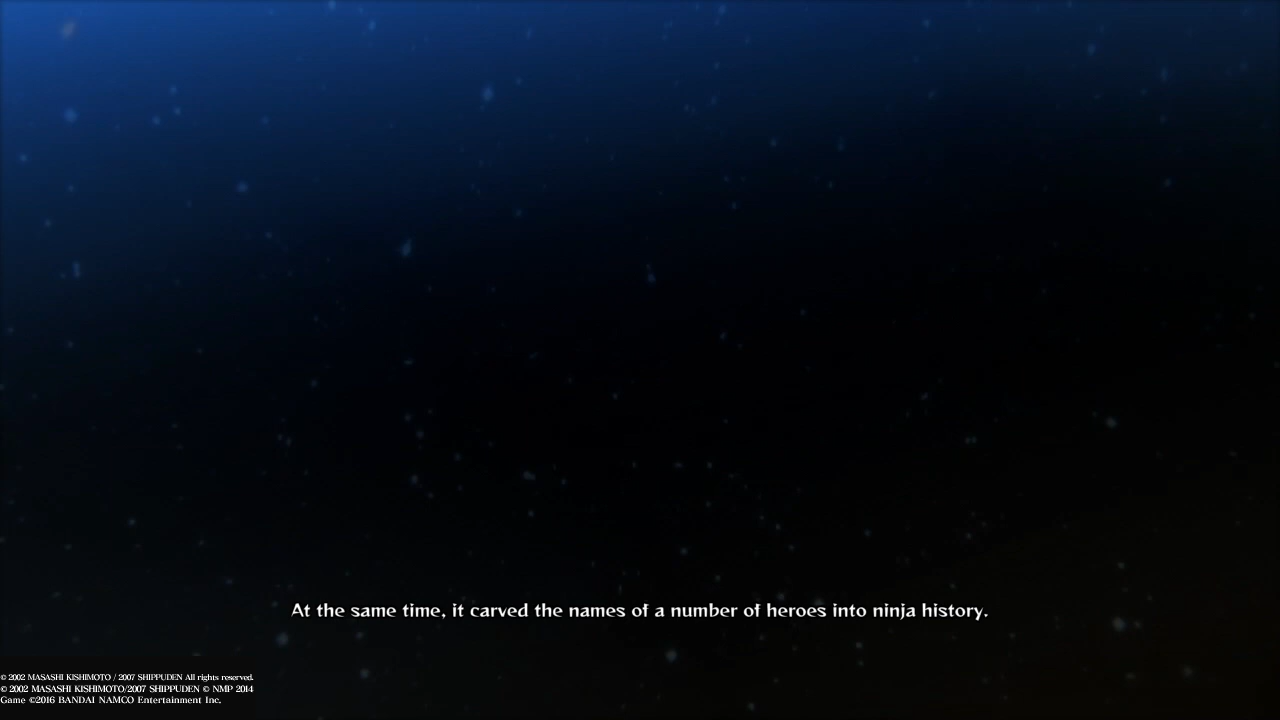 At the same time, it carved the names of a number of heroes into ninja history.
© 2002 MASASHI KISHIMOTO / 2007 SHIPPUDEN All rights reserved.
© 2002 MASASHI KISHIMOTO/2007 SHIPPUDEN © NMP 2014
Game ©2016 BANDAI NAMCO Entertainment Inc.